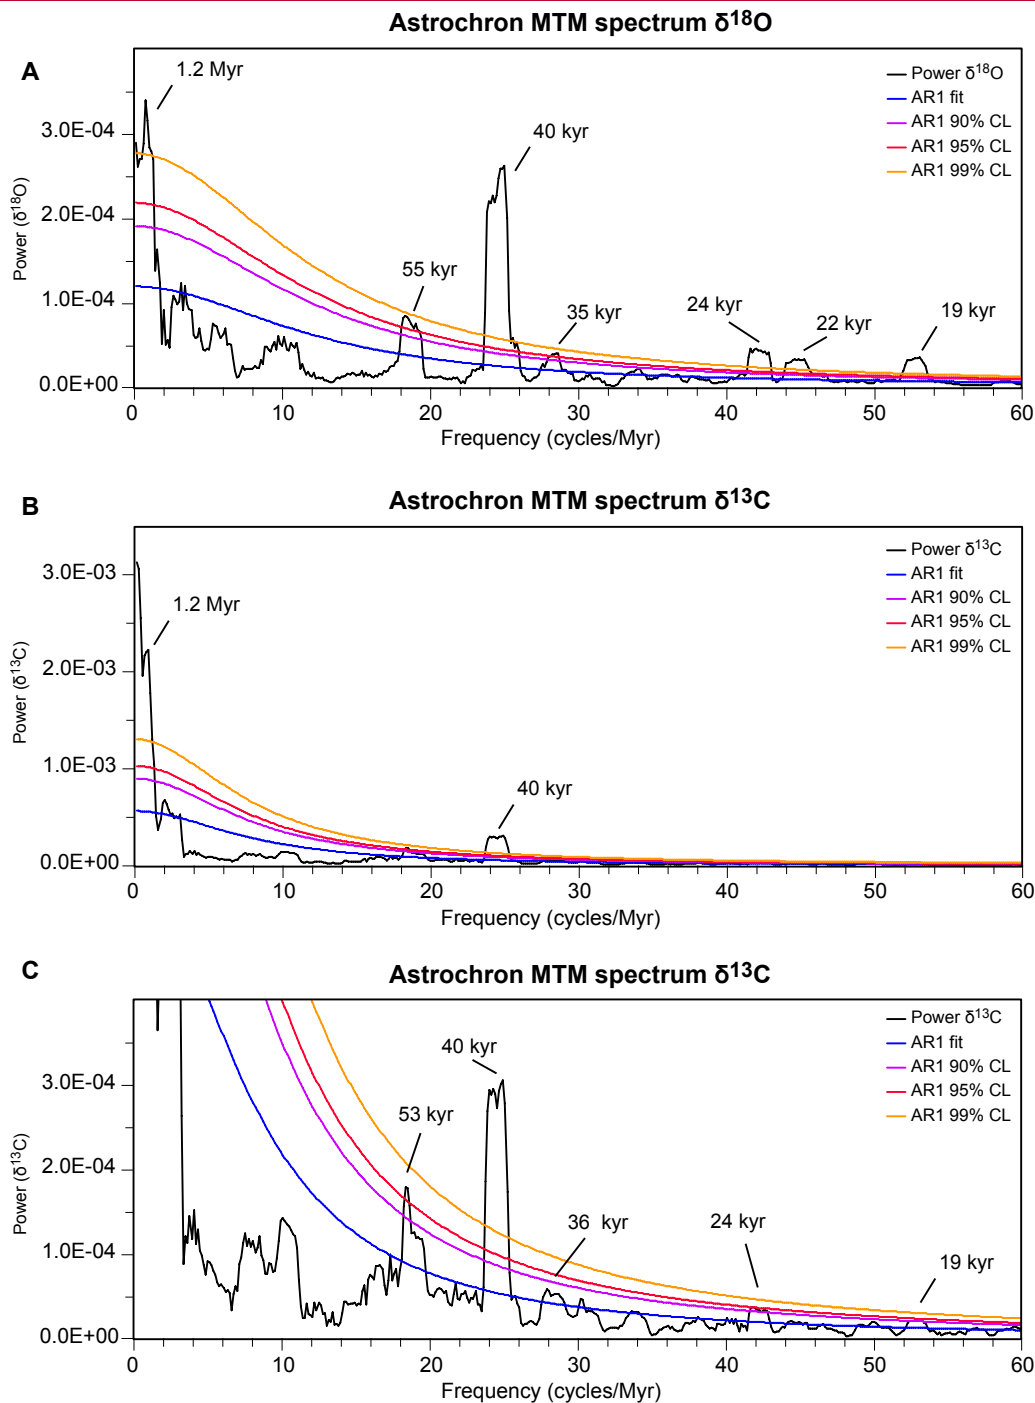 Astrochron MTM spectrum δ18O
A
1.2 Myr
40 kyr
55 kyr
35 kyr
24 kyr
22 kyr
19 kyr
Power δ18O
AR1 fit
AR1 90% CL
AR1 95% CL
AR1 99% CL
Power (δ18O)
3.0E-04
2.0E-04
1.0E-04
0.0E+00
0 10 20 30 40 50 60
Frequency (cycles/Myr)
Astrochron MTM spectrum δ13C
B
1.2 Myr
40 kyr
Power δ13C
AR1 fit
AR1 90% CL
AR1 95% CL
AR1 99% CL
Power (δ13C)
3.0E-03
2.0E-03
1.0E-03
0.0E+00
0 10 20 30 40 50 60
Frequency (cycles/Myr)
Astrochron MTM spectrum δ13C
C
40 kyr
53 kyr
36 kyr
24 kyr
19 kyr
Power δ13C
AR1 fit
AR1 90% CL
AR1 95% CL
AR1 99% CL
Power (δ13C)
3.0E-04
2.0E-04
1.0E-04
0.0E+00
0 10 20 30 40 50 60
Frequency (cycles/Myr)